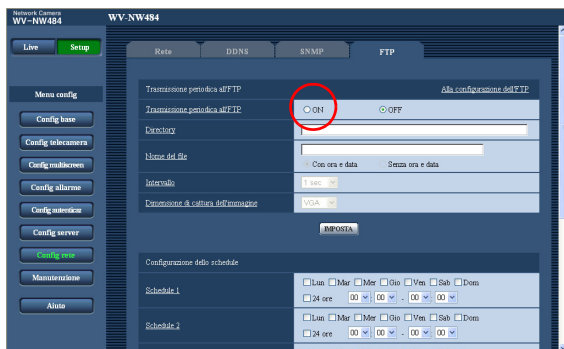 Network Camera
WV-NW484
WV-NW484
Live
Setup
Rete
DDNS
SNMP
FTP
Menu config
Config base
Config telecamera
Config multiscreen
Config allarme
Config autenticaz
Config server
Config rete
Manutenzione
Aiuto
Trasmissione periodica all'FTP
Alla configurazione dell'FTP
Trasmissione periodica all'FTP
ON
OFF
Directory
Nome del file
Con ora e data
Senza ora e data
Intervallo
1 sec
Dimensione di cattura dell'immagine
VGA
IMPOSTA
Configurazione dello schedule
Schedule 1
Lun Mar Mer Gio Ven Sab Dom
24 ore 00 : 00 - 00 : 00
Schedule 2
Lun Mar Mer Gio Ven Sab Dom
24 ore 00 : 00 - 00 : 00